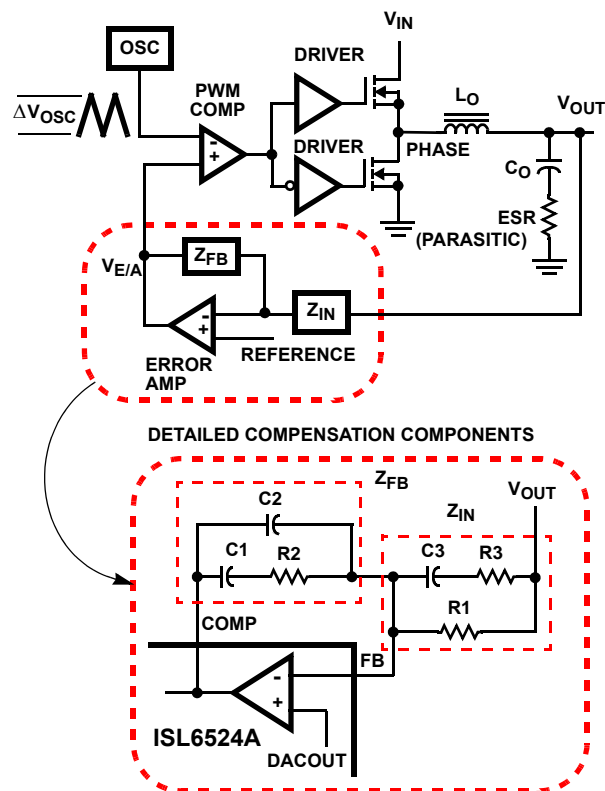 V_IN
OSC
DRIVER
ΔV_OSC
PWM
COMP
-
+
L_O
V_OUT
DRIVER
PHASE
C_O
ESR
(PARASITIC)
Z_FB
V_E/A
-
+
Z_IN
REFERENCE
ERROR
AMP
DETAILED COMPENSATION COMPONENTS
Z_FB
V_OUT
C2
Z_IN
C1
R2
C3
R3
R1
COMP
FB
-
+
ISL6524A
DACOUT